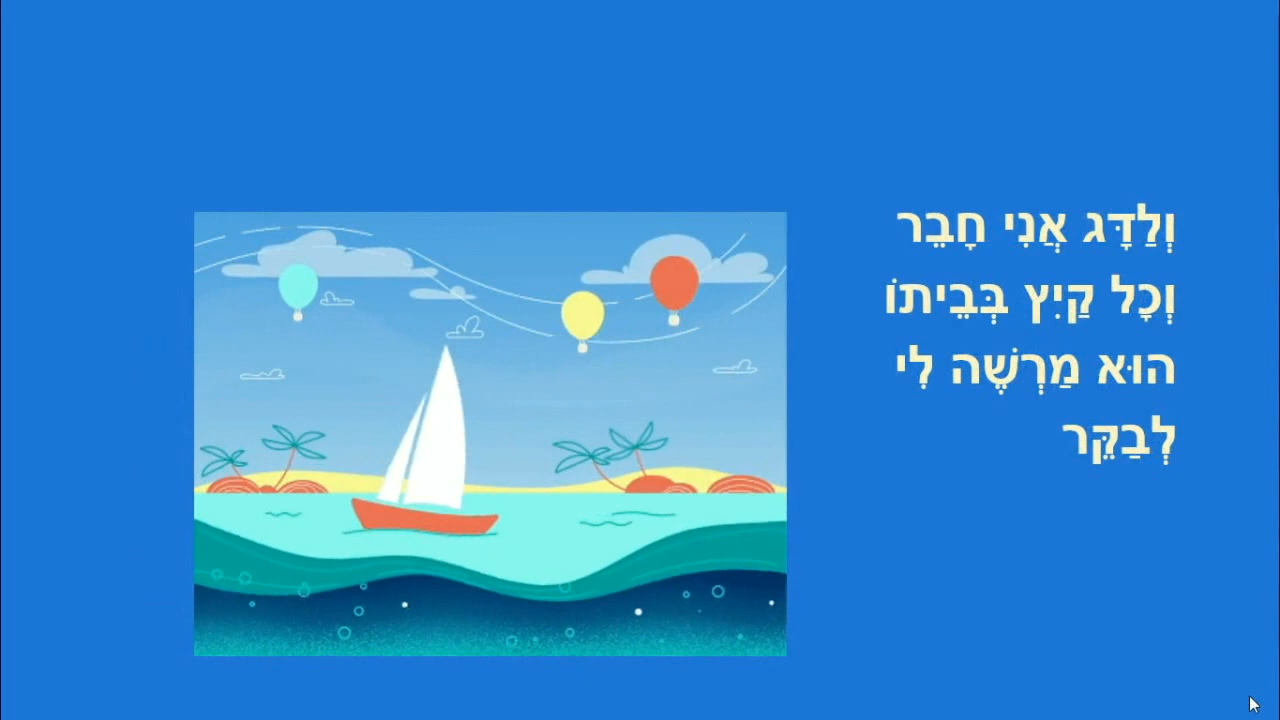 וְלַדָּג אֲנִי חָבֵר
וְכָל קַיִּץ בְּבֵיתוֹ
הוּא מַרְשֶׁה לִי
לְבַקֵּר